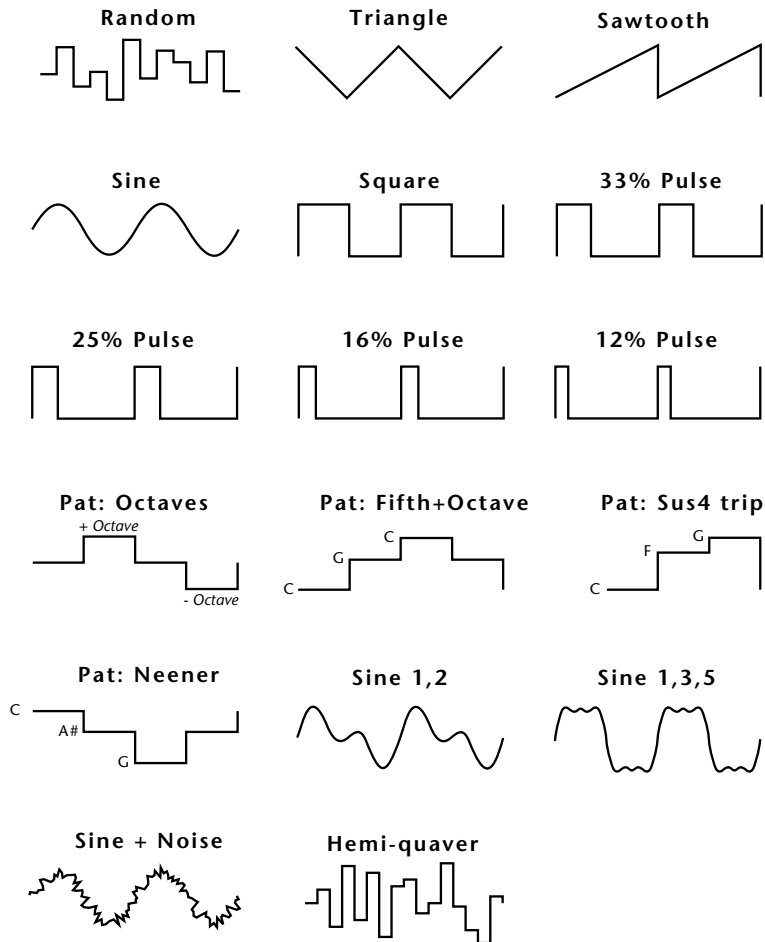 Random
Triangle
Sawtooth
Sine
Square
33% Pulse
25% Pulse
16% Pulse
12% Pulse
Pat: Octaves
+ Octave
- Octave
Pat: Fifth+Octave
C
G
C
Pat: Sus4 trip
G
F
C
Pat: Neener
C
A#
G
Sine 1,2
Sine 1,3,5
Sine + Noise
Hemi-quaver